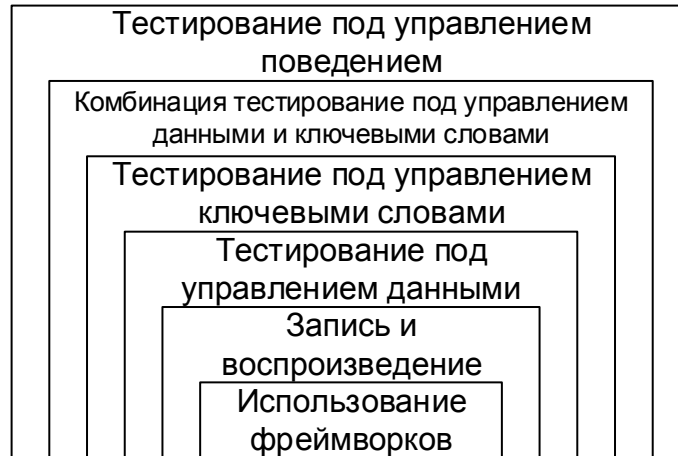 Тестирование под управлением
поведением
Комбинация тестирование под управлением
данными и ключевыми словами
Тестирование под управлением
ключевыми словами
Тестирование под
управлением данными
Запись и
воспроизведение
Использование
фреймворков